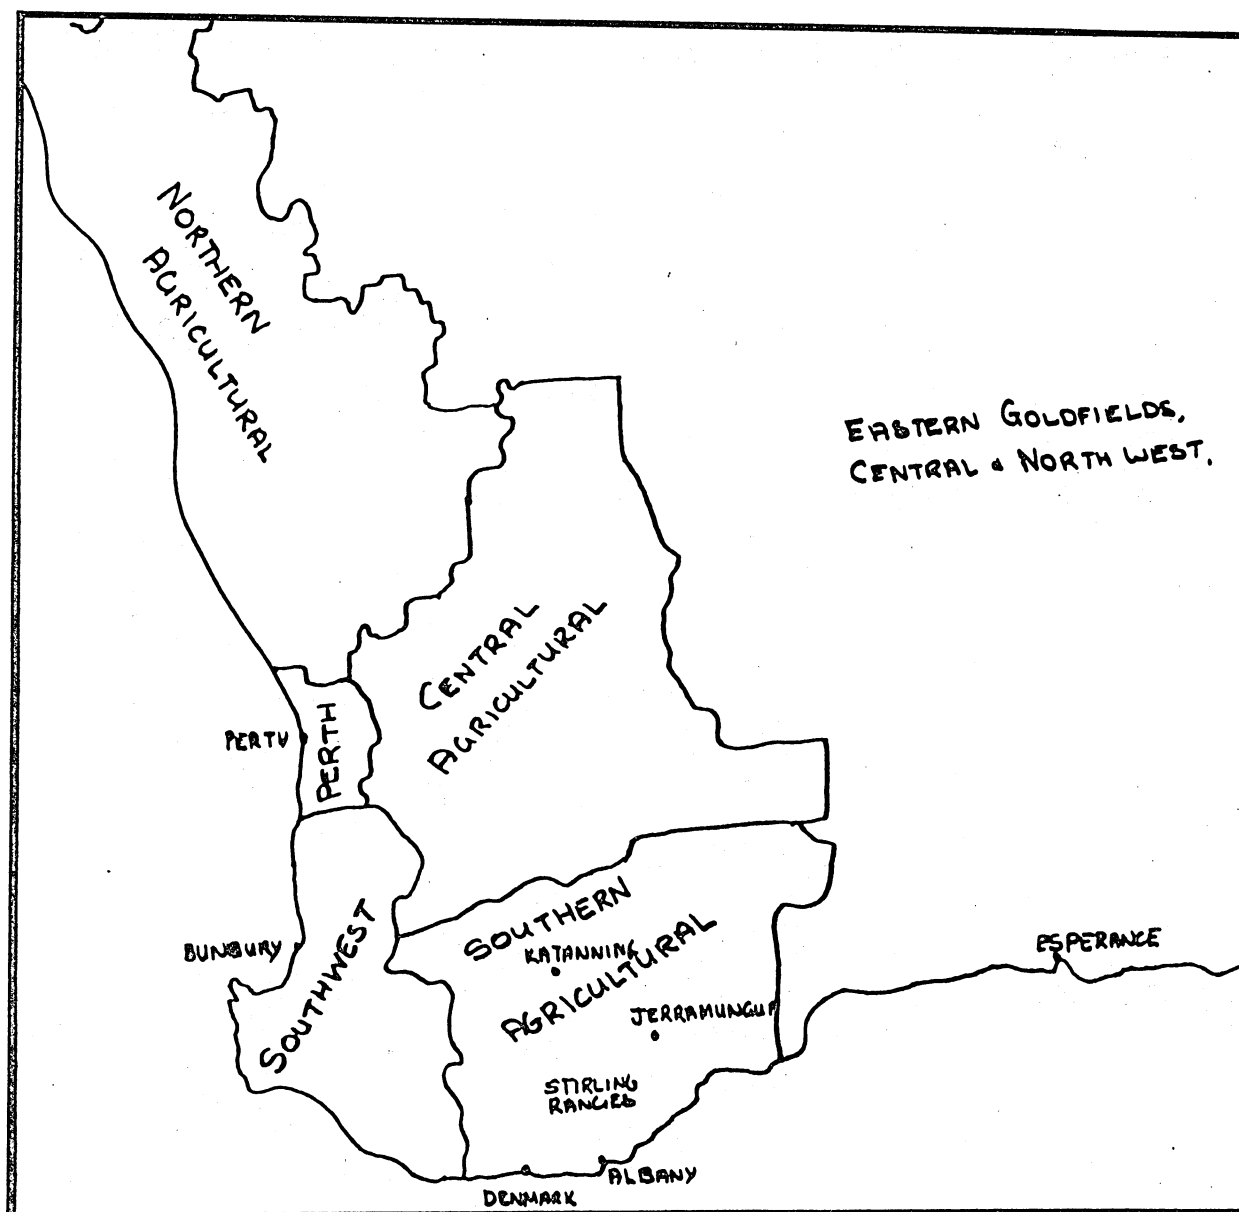 NORTHERN
AGRICULTURAL
EASTERN GOLDFIELDS,
CENTRAL & NORTH WEST.
CENTRAL
AGRICULTURAL
PERTH
PERTH
SOUTHERN
KATANNING
AGRICULTURAL
BUNBURY
SOUTHWEST
ESPERANCE
JERRAMUNGUP
STIRLING
RANGES
ALBANY
DENMARK